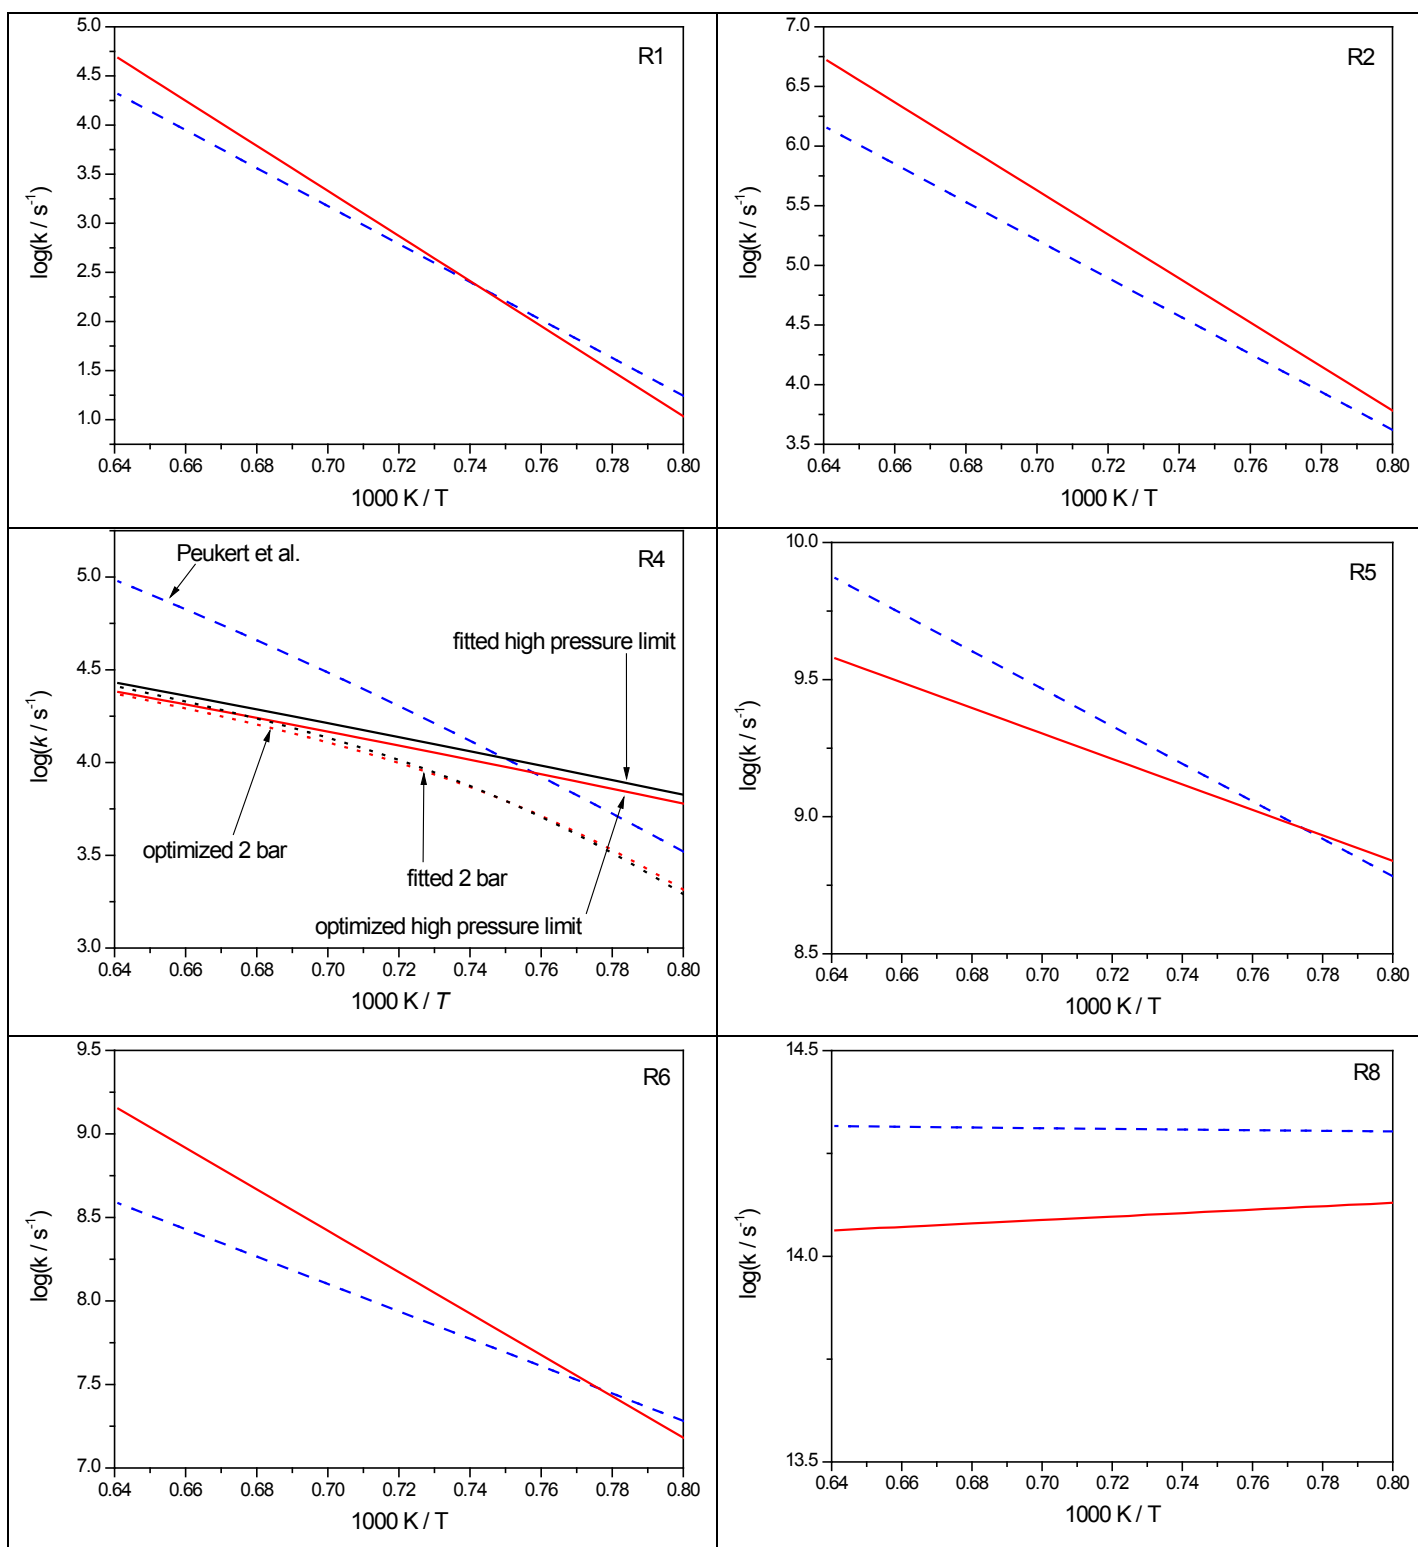 R1
5.0
4.5
4.0
3.5
3.0
2.5
2.0
1.5
1.0
log(k / s⁻¹)
0.64 0.66 0.68 0.70 0.72 0.74 0.76 0.78 0.80
1000 K / T
R2
7.0
6.5
6.0
5.5
5.0
4.5
4.0
3.5
log(k / s⁻¹)
0.64 0.66 0.68 0.70 0.72 0.74 0.76 0.78 0.80
1000 K / T
R4
Peukert et al.
fitted high pressure limit
optimized 2 bar
fitted 2 bar
optimized high pressure limit
5.0
4.5
4.0
3.5
3.0
log(k / s⁻¹)
0.64 0.66 0.68 0.70 0.72 0.74 0.76 0.78 0.80
1000 K / T
R5
10.0
9.5
9.0
8.5
log(k / s⁻¹)
0.64 0.66 0.68 0.70 0.72 0.74 0.76 0.78 0.80
1000 K / T
R6
9.5
9.0
8.5
8.0
7.5
7.0
log(k / s⁻¹)
0.64 0.66 0.68 0.70 0.72 0.74 0.76 0.78 0.80
1000 K / T
R8
14.5
14.0
13.5
log(k / s⁻¹)
0.64 0.66 0.68 0.70 0.72 0.74 0.76 0.78 0.80
1000 K / T